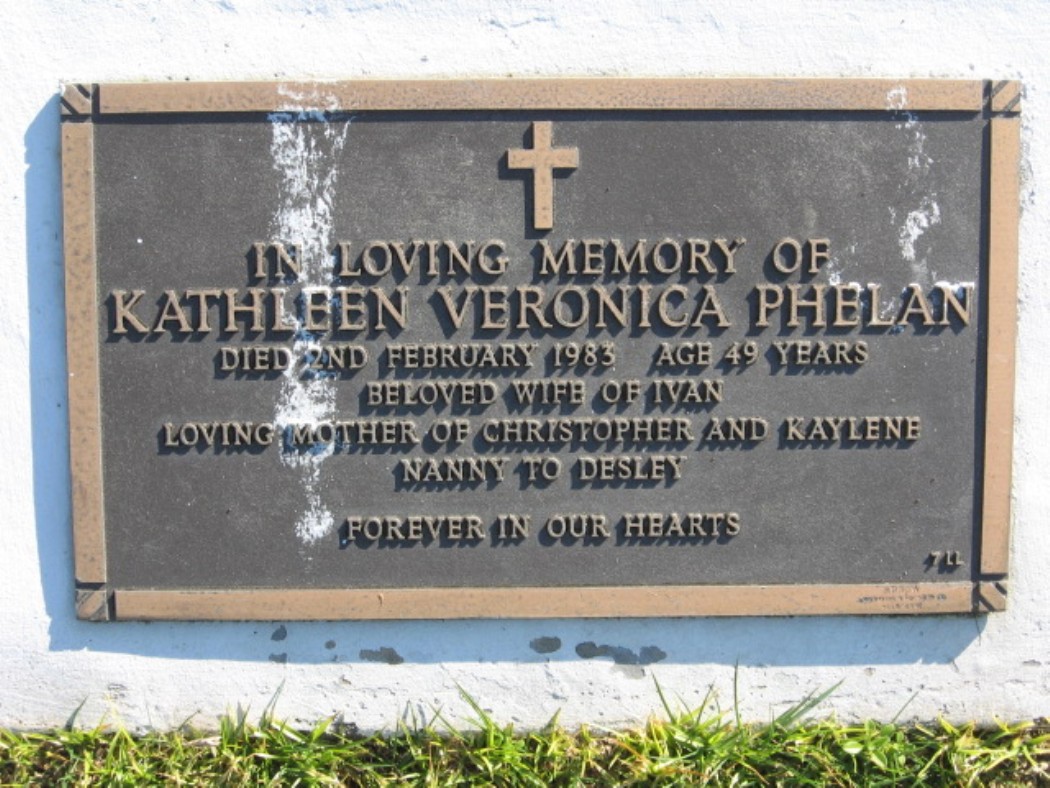 IN LOVING MEMORY OF
KATHLEEN VERONICA PHELAN
DIED 2ND FEBRUARY 1983 AGE 49 YEARS
BELOVED WIFE OF IVAN
LOVING MOTHER OF CHRISTOPHER AND KAYLENE
NANNY TO DESLEY
FOREVER IN OUR HEARTS